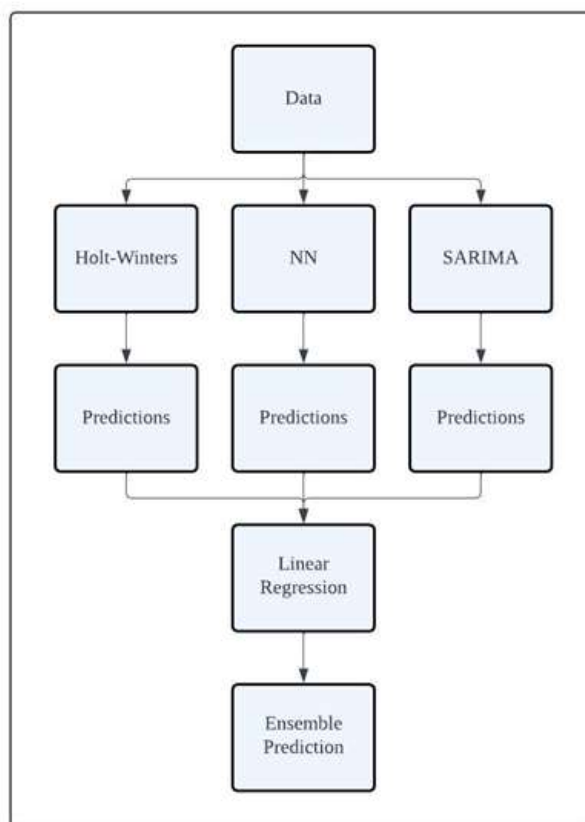 Data
Holt-Winters
NN
SARIMA
Predictions
Predictions
Predictions
Linear
Regression
Ensemble
Prediction